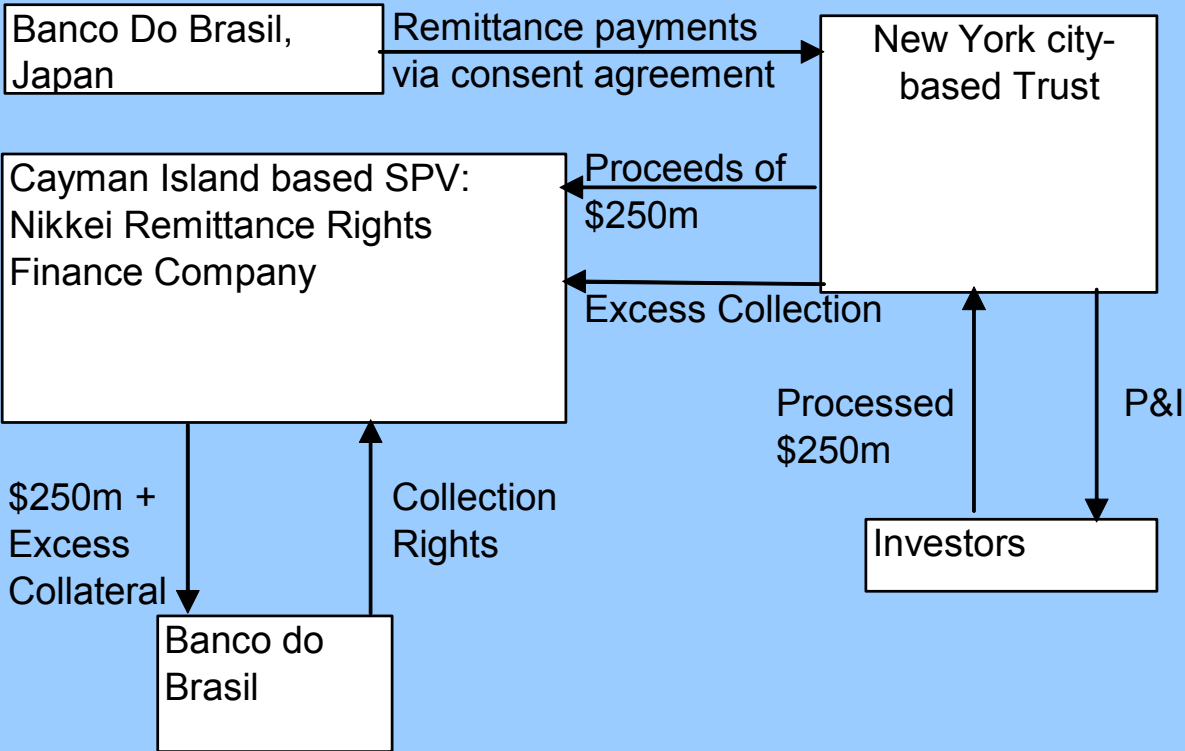 Banco Do Brasil,
Japan
Remittance payments
via consent agreement
New York city-
based Trust
Cayman Island based SPV:
Nikkei Remittance Rights
Finance Company
Proceeds of
$250m
Excess Collection
Processed
$250m
P&I
$250m +
Excess
Collateral
Collection
Rights
Investors
Banco do
Brasil